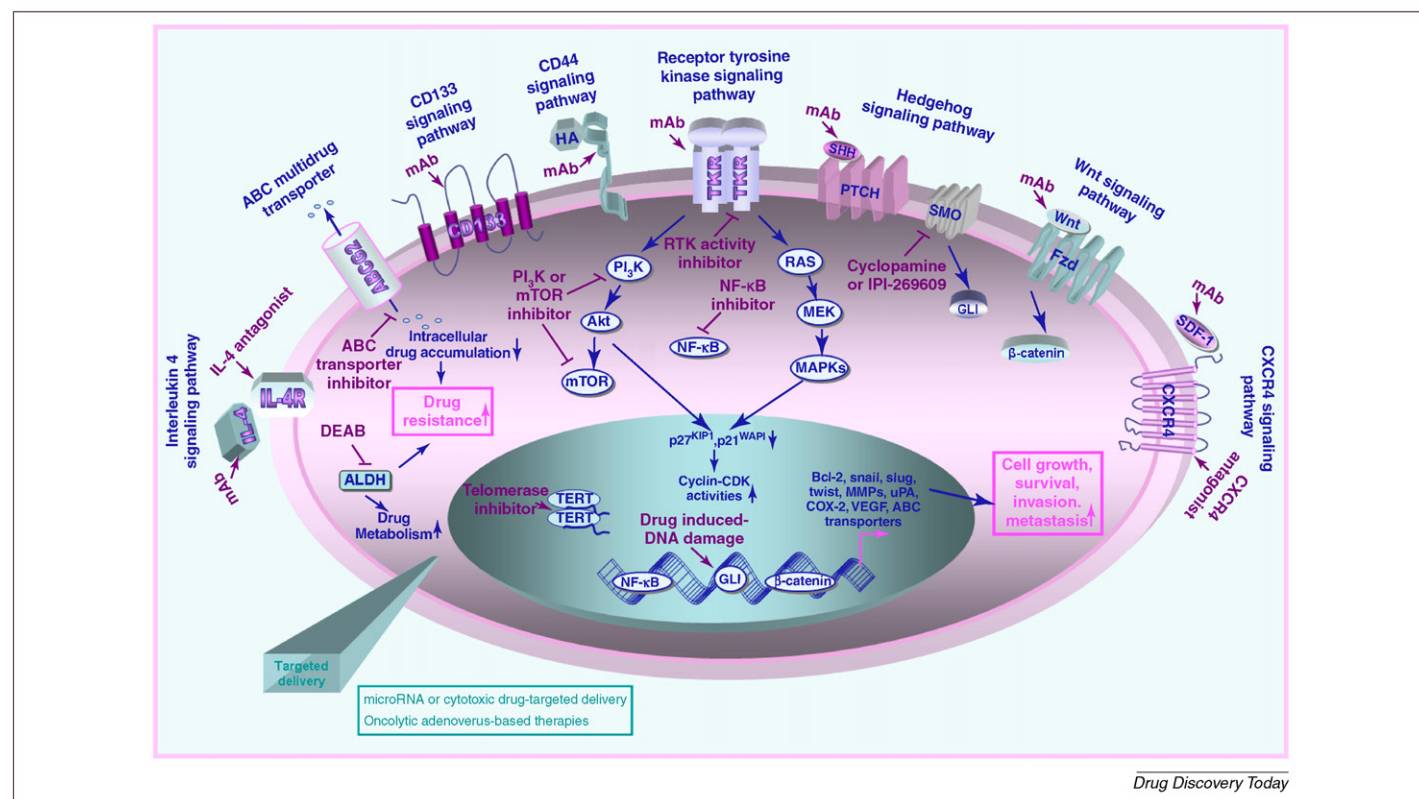 Receptor tyrosine
kinase signaling
pathway
CD44
signaling
pathway
CD133
signaling
pathway
Hedgehog
signaling pathway
ABC multidrug
transporter
Wnt signaling
pathway
mAb
mAb
mAb
mAb
mAb
HA
TKR
TKR
SHH
PTCH
SMO
Wnt
Fzd
CD133
ABCG2
RTK activity
inhibitor
PI3K
RAS
Cyclopamine
or IPI-269609
PI3K or
mTOR
inhibitor
NF-κB
inhibitor
GLI
mAb
SDF-1
Akt
MEK
NF-κB
β-catenin
Intracellular
drug accumulation
ABC
transporter
inhibitor
mTOR
MAPKs
IL-4 antagonist
Interleukin 4
signaling pathway
IL-4R
IL-4
mAb
CXCR4
CXCR4 signaling
pathway
CXCR4
antagonist
Drug
resistance
DEAB
ALDH
Drug
Metabolism
p27KIP1,p21WAPI
Cyclin-CDK
activities
Telomerase
inhibitor
TERT
TERT
Bcl-2, snail, slug,
twist, MMPs, uPA,
COX-2, VEGF, ABC
transporters
Cell growth,
survival,
invasion.
metastasis
Drug induced-
DNA damage
NF-κB
GLI
β-catenin
Targeted
delivery
microRNA or cytotoxic drug-targeted delivery
Oncolytic adenoverus-based therapies
Drug Discovery Today